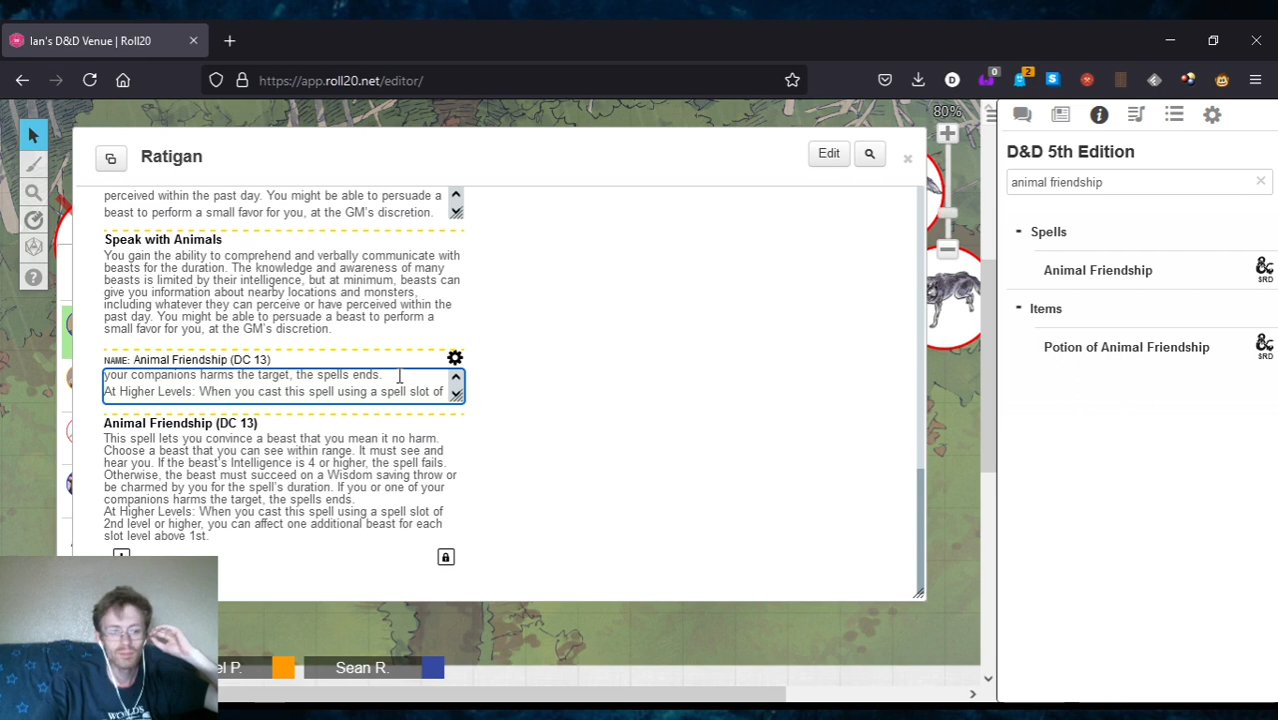 Ian's D&D Venue | Roll20
https://app.roll20.net/editor/
0
2
D
S
80%
Ratigan
Edit
perceived within the past day. You might be able to persuade a
beast to perform a small favor for you, at the GM's discretion.
Speak with Animals
You gain the ability to comprehend and verbally communicate with
beasts for the duration. The knowledge and awareness of many
beasts is limited by their intelligence, but at minimum, beasts can
give you information about nearby locations and monsters,
including whatever they can perceive or have perceived within the
past day. You might be able to persuade a beast to perform a
small favor for you, at the GM's discretion.
NAME: Animal Friendship (DC 13)
your companions harms the target, the spells ends.
At Higher Levels: When you cast this spell using a spell slot of
Animal Friendship (DC 13)
This spell lets you convince a beast that you mean it no harm.
Choose a beast that you can see within range. It must see and
hear you. If the beast's Intelligence is 4 or higher, the spell fails.
Otherwise, the beast must succeed on a Wisdom saving throw or
be charmed by you for the spell's duration. If you or one of your
companions harms the target, the spells ends.
At Higher Levels: When you cast this spell using a spell slot of
2nd level or higher, you can affect one additional beast for each
slot level above 1st.
el P.
Sean R.
D&D 5th Edition
animal friendship
Spells
Animal Friendship
SRD
Items
Potion of Animal Friendship
SRD